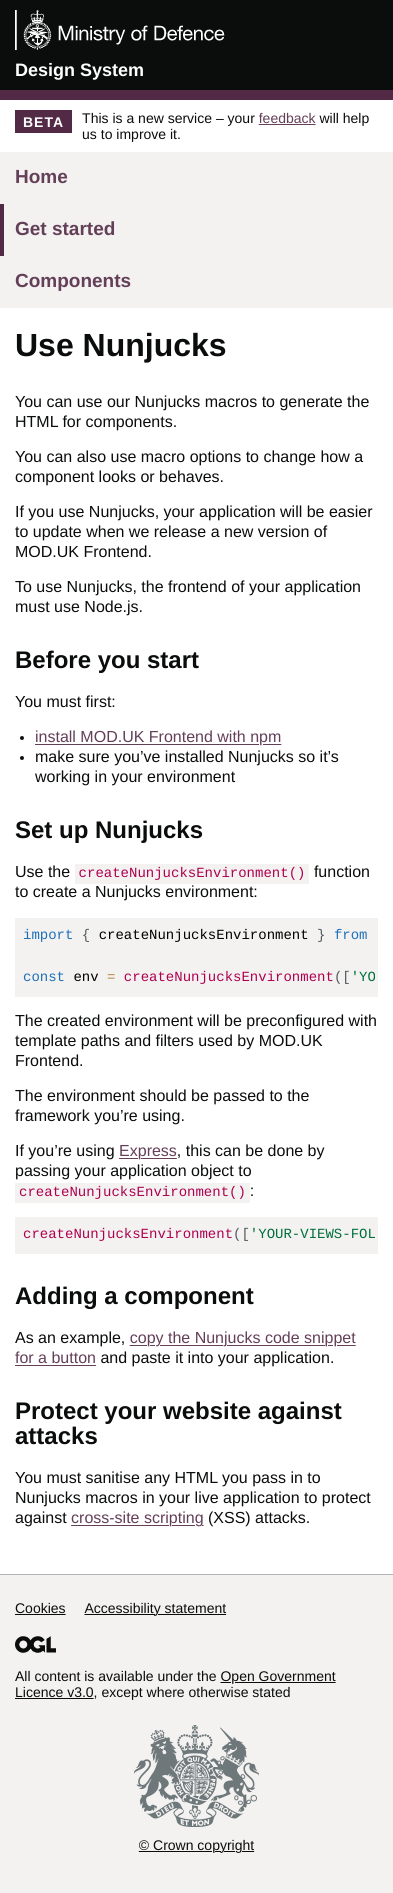 Ministry of Defence
Design System
BETA
This is a new service – your feedback will help
us to improve it.
Home
Get started
Components
Use Nunjucks
You can use our Nunjucks macros to generate the
HTML for components.
You can also use macro options to change how a
component looks or behaves.
If you use Nunjucks, your application will be easier
to update when we release a new version of
MOD.UK Frontend.
To use Nunjucks, the frontend of your application
must use Node.js.
Before you start
You must first:
• install MOD.UK Frontend with npm
• make sure you’ve installed Nunjucks so it’s
working in your environment
Set up Nunjucks
Use the createNunjucksEnvironment() function
to create a Nunjucks environment:
import { createNunjucksEnvironment } from
const env = createNunjucksEnvironment(['YO
The created environment will be preconfigured with
template paths and filters used by MOD.UK
Frontend.
The environment should be passed to the
framework you’re using.
If you’re using Express, this can be done by
passing your application object to
createNunjucksEnvironment():
createNunjucksEnvironment(['YOUR-VIEWS-FOL
Adding a component
As an example, copy the Nunjucks code snippet
for a button and paste it into your application.
Protect your website against
attacks
You must sanitise any HTML you pass in to
Nunjucks macros in your live application to protect
against cross-site scripting (XSS) attacks.
Cookies Accessibility statement
OGL
All content is available under the Open Government
Licence v3.0, except where otherwise stated
DIEU ET MON DROIT
© Crown copyright